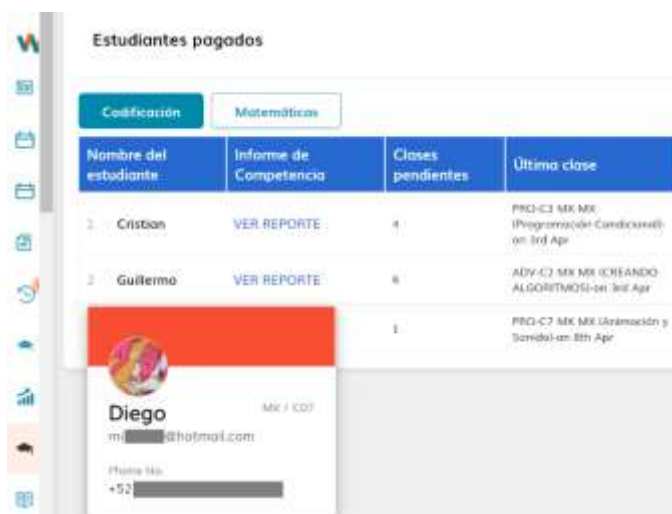 Estudiantes pagados
Codificación
Matemáticas
Nombre del
estudiante
Informe de
Competencia
Clases
pendientes
Última clase
1 Cristian VER REPORTE 4
PRO-C3 MX MX
(Programación Condicional)-
on 3rd Apr
2 Guillermo VER REPORTE 6
ADV-C2 MX MX (CREANDO
ALGORITMOS)-on 3rd Apr
1
PRO-C7 MX MX (Animación y
Sonido)-on 8th Apr
Diego
MX /
m @hotmail.com
Phone No.
+52